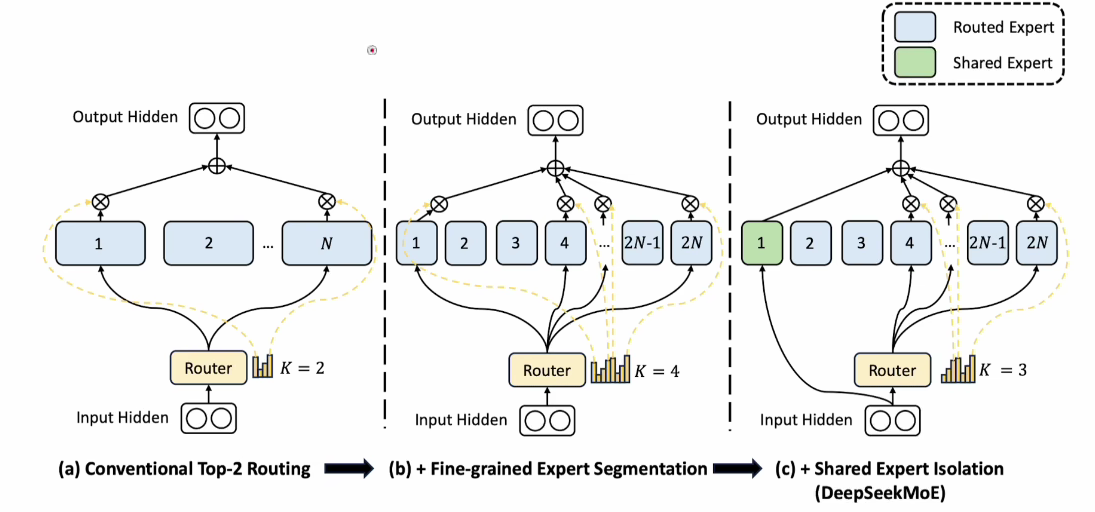 Routed Expert
Shared Expert
Output Hidden
1
2
...
N
Router
K = 2
Input Hidden
(a) Conventional Top-2 Routing
Output Hidden
1
2
3
4
...
2N-1
2N
Router
K = 4
Input Hidden
(b) + Fine-grained Expert Segmentation
Output Hidden
1
2
3
4
...
2N-1
2N
Router
K = 3
Input Hidden
(c) + Shared Expert Isolation
(DeepSeekMoE)